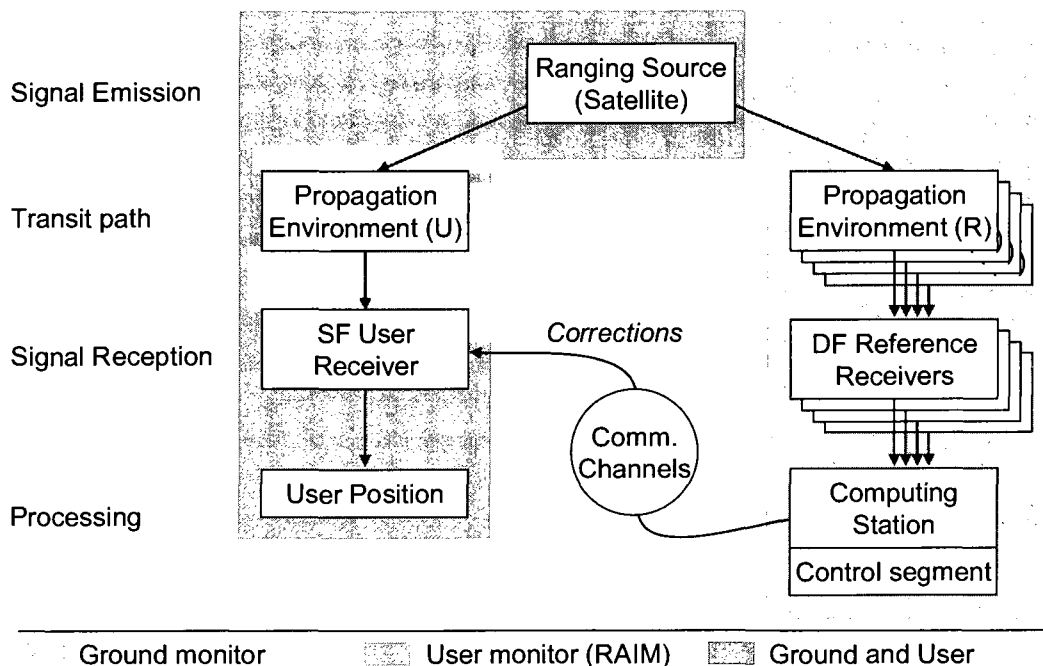 Signal Emission
Ranging Source
(Satellite)
Transit path
Propagation
Environment (U)
Propagation
Environment (R)
Signal Reception
SF User
Receiver
Corrections
DF Reference
Receivers
Comm.
Channels
Processing
User Position
Computing
Station
Control segment
Ground monitor
User monitor (RAIM)
Ground and User